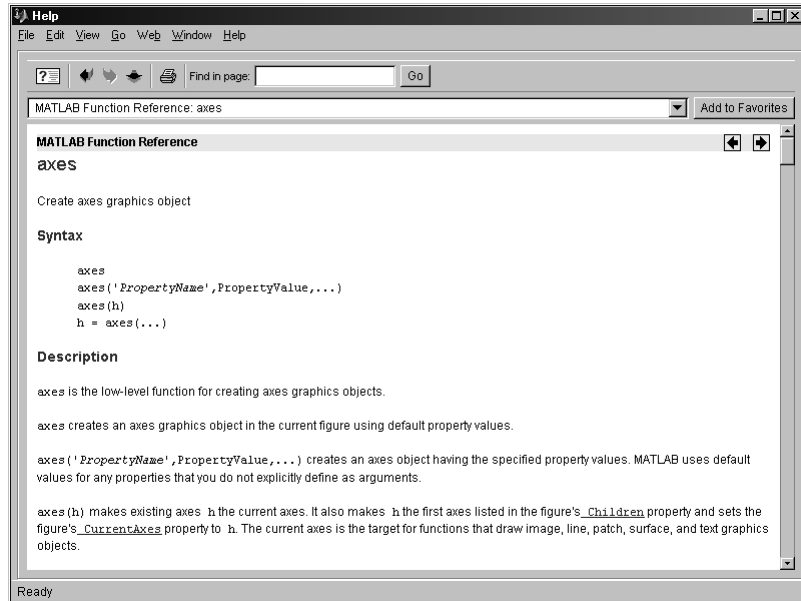 Help
File Edit View Go Web Window Help
Find in page: Go
MATLAB Function Reference: axes Add to Favorites
MATLAB Function Reference
axes
Create axes graphics object
Syntax
axes
axes('PropertyName',PropertyValue,...)
axes(h)
h = axes(...)
Description
axes is the low-level function for creating axes graphics objects.
axes creates an axes graphics object in the current figure using default property values.
axes('PropertyName',PropertyValue,...) creates an axes object having the specified property values. MATLAB uses default
values for any properties that you do not explicitly define as arguments.
axes(h) makes existing axes h the current axes. It also makes h the first axes listed in the figure's Children property and sets the
figure's CurrentAxes property to h. The current axes is the target for functions that draw image, line, patch, surface, and text graphics
objects.
Ready